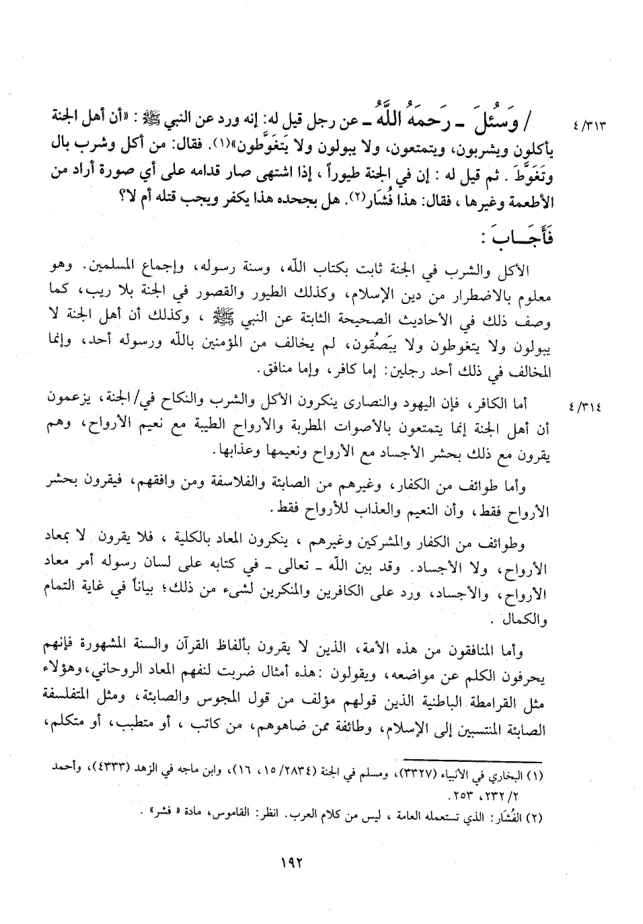 ٤/٣١٣
/ وَسُئلَ ـ رَحمَهُ اللَّهُ ـ عن رجل قيل له: إنه ورد عن النبي ﷺ : «أن أهل الجنة
يأكلون ويشربون، ويتمتعون، ولا يبولون ولا يتغوَّطون»(١). فقال: من أكل وشرب بال
وتَغَوَّطَ . ثم قيل له : إن في الجنة طيوراً ، إذا اشتهى صار قدامه على أي صورة أراد من
الأطعمة وغيرها ، فقال: هذا فُشَار(٢). هل بجحده هذا يكفر ويجب قتله أم لا؟
فَأَجَــابَ :
الأكل والشرب في الجنة ثابت بكتاب الله، وسنة رسوله، وإجماع المسلمين. وهو
معلوم بالاضطرار من دين الإسلام، وكذلك الطيور والقصور في الجنة بلا ريب، كما
وصف ذلك في الأحاديث الصحيحة الثابتة عن النبي ﷺ ، وكذلك أن أهل الجنة لا
يبولون ولا يتغوطون ولا يبَصُقون، لم يخالف من المؤمنين بالله ورسوله أحد، وإنما
المخالف في ذلك أحد رجلين: إما كافر، وإما منافق.
٤/٣١٤
أما الكافر، فإن اليهود والنصارى ينكرون الأكل والشرب والنكاح في/ الجنة، يزعمون
أن أهل الجنة إنما يتمتعون بالأصوات المطربة والأرواح الطيبة مع نعيم الأرواح، وهم
يقرون مع ذلك بحشر الأجساد مع الأرواح ونعيمها وعذابها.
وأما طوائف من الكفار، وغيرهم من الصابئة والفلاسفة ومن وافقهم، فيقرون بحشر
الأرواح فقط، وأن النعيم والعذاب للأرواح فقط.
وطوائف من الكفار والمشركين وغيرهم ، ينكرون المعاد بالكلية ، فلا يقرون لا بمعاد
الأرواح، ولا الأجساد. وقد بين الله ـ تعالى ـ في كتابه على لسان رسوله أمر معاد
الأرواح، والأجساد، ورد على الكافرين والمنكرين لشىء من ذلك؛ بياناً في غاية التمام
والكمال .
وأما المنافقون من هذه الأمة، الذين لا يقرون بألفاظ القرآن والسنة المشهورة فإنهم
يحرفون الكلم عن مواضعه، ويقولون :هذه أمثال ضربت لنفهم المعاد الروحاني،وهؤلاء
مثل القرامطة الباطنية الذين قولهم مؤلف من قول المجوس والصابئة، ومثل المتفلسفة
الصابئة المنتسبين إلى الإسلام، وطائفة ممن ضاهوهم، من كاتب ، أو متطبب، أو متكلم،
(١) البخاري في الأنبياء (٣٣٢٧)، ومسلم في الجنة (١٥/٢٨٣٤، ١٦)، وابن ماجه في الزهد (٤٣٣٣)، وأحمد
٢/ ٢٣٢، ٢٥٣.
(٢) الفُشَار: الذي تستعمله العامة ، ليس من كلام العرب. انظر: القاموس، مادة « فشر» .
١٩٢